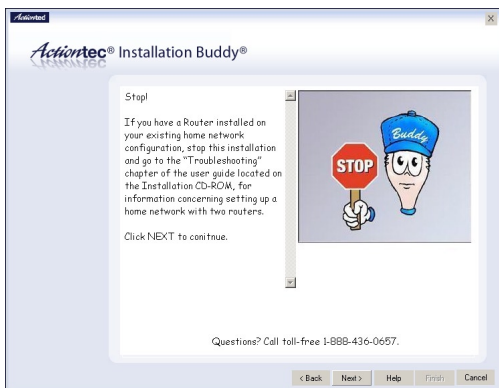 Actiontec
Actiontec® Installation Buddy®
Stop!
If you have a Router installed on
your existing home network
configuration, stop this installation
and go to the "Troubleshooting"
chapter of the user guide located on
the Installation CD-ROM, for
information concerning setting up a
home network with two routers.
Click NEXT to conitnue.
Buddy
STOP
Questions? Call toll-free 1-888-436-0657.
< Back
Next >
Help
Finish
Cancel